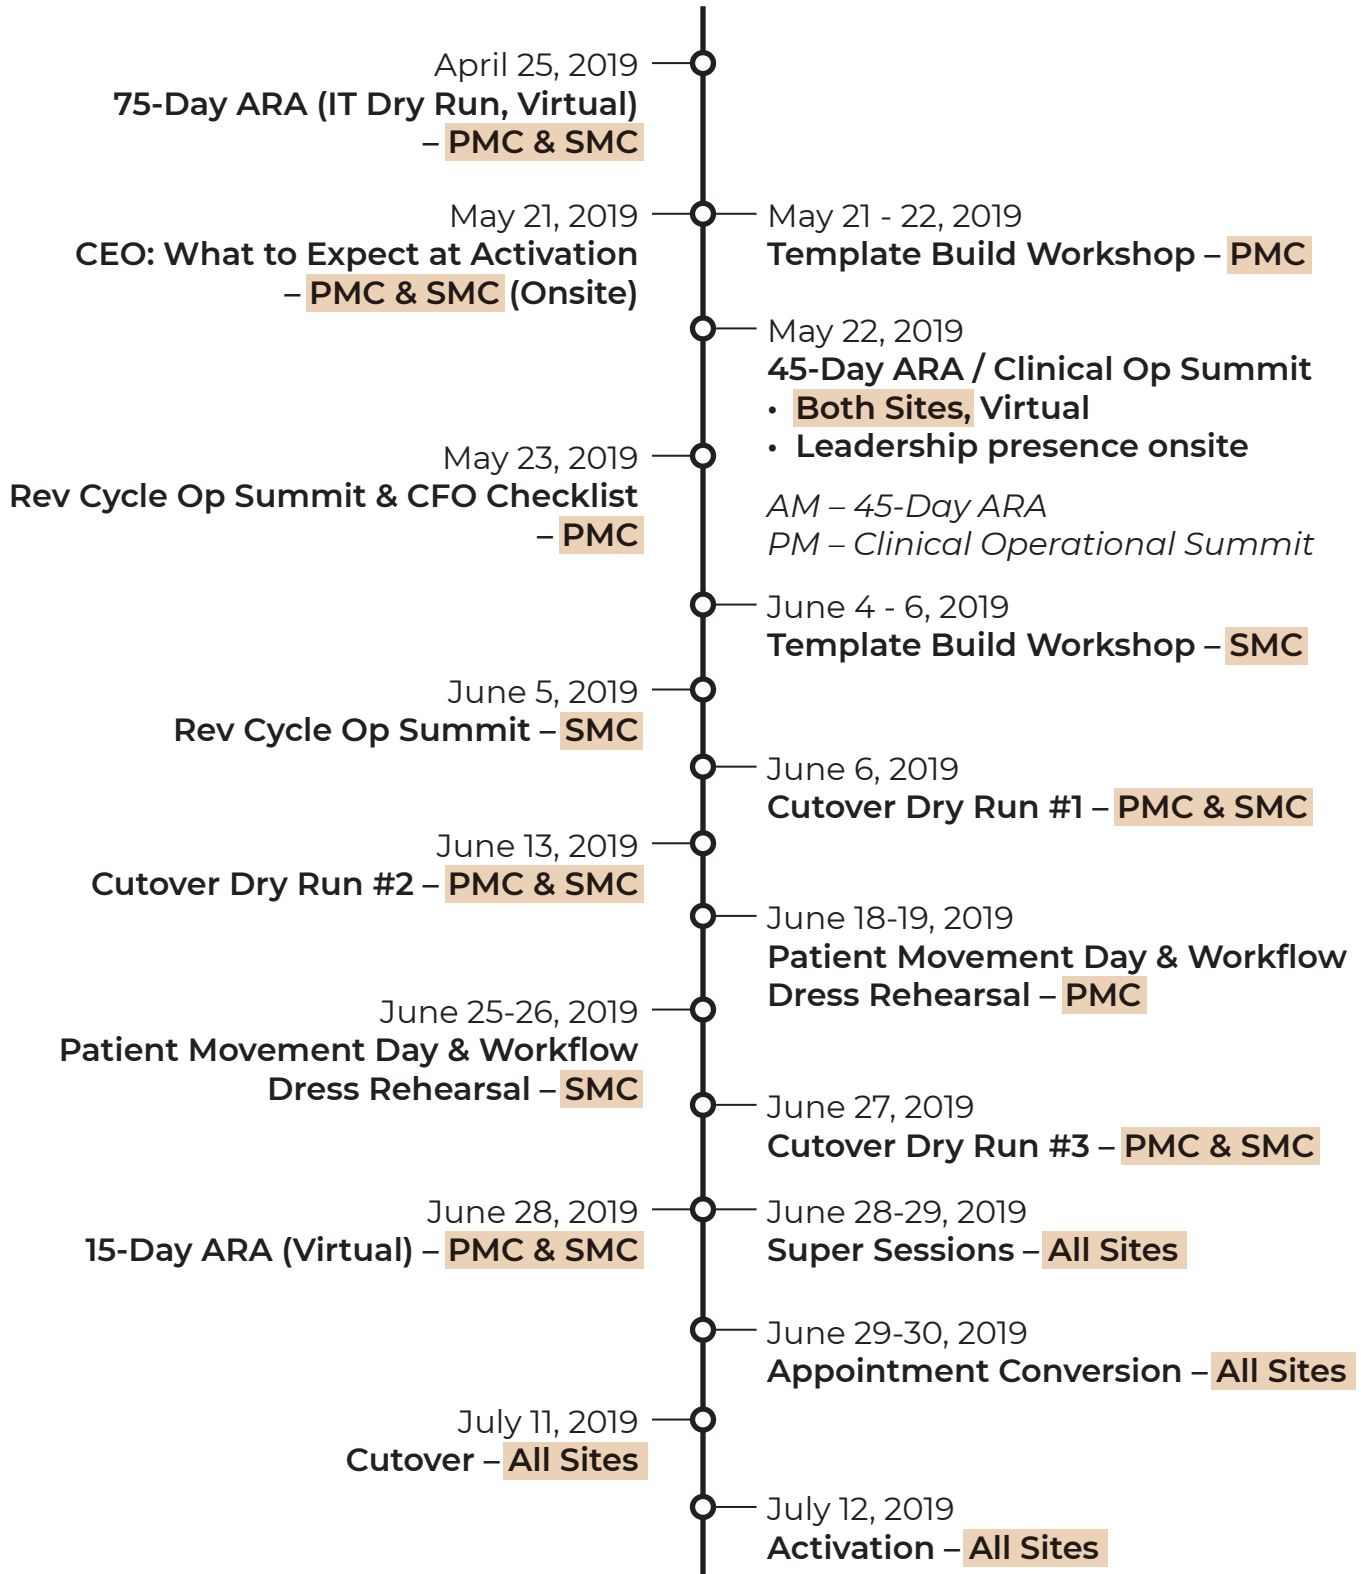 April 25, 2019
75-Day ARA (IT Dry Run, Virtual)
– PMC & SMC
May 21, 2019
CEO: What to Expect at Activation
– PMC & SMC (Onsite)
May 21 - 22, 2019
Template Build Workshop – PMC
May 22, 2019
45-Day ARA / Clinical Op Summit
• Both Sites, Virtual
• Leadership presence onsite
AM – 45-Day ARA
PM – Clinical Operational Summit
May 23, 2019
Rev Cycle Op Summit & CFO Checklist
– PMC
June 4 - 6, 2019
Template Build Workshop – SMC
June 5, 2019
Rev Cycle Op Summit – SMC
June 6, 2019
Cutover Dry Run #1 – PMC & SMC
June 13, 2019
Cutover Dry Run #2 – PMC & SMC
June 18-19, 2019
Patient Movement Day & Workflow
Dress Rehearsal – PMC
June 25-26, 2019
Patient Movement Day & Workflow
Dress Rehearsal – SMC
June 27, 2019
Cutover Dry Run #3 – PMC & SMC
June 28, 2019
15-Day ARA (Virtual) – PMC & SMC
June 28-29, 2019
Super Sessions – All Sites
June 29-30, 2019
Appointment Conversion – All Sites
July 11, 2019
Cutover – All Sites
July 12, 2019
Activation – All Sites